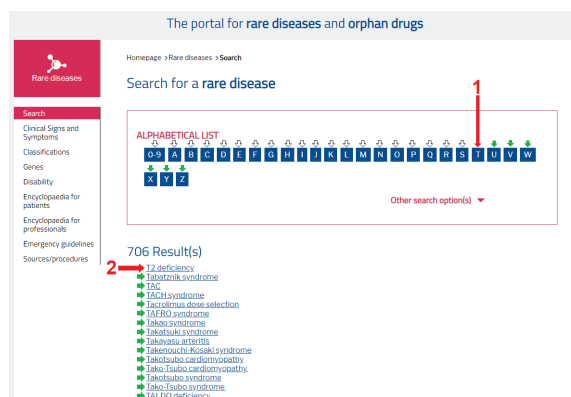 The portal for rare diseases and orphan drugs
Rare diseases
Homepage >Rare diseases >Search
Search for a rare disease
Search
Clinical Signs and
Symptoms
Classifications
Genes
Disability
Encyclopaedia for
patients
Encyclopaedia for
professionals
Emergency guidelines
Sources/procedures
1
ALPHABETICAL LIST
0-9 A B C D E F G H I J K L M N O P Q R S T U V W
X Y Z
Other search option(s)
706 Result(s)
2
T2 deficiency
Tabatznik syndrome
TAC
TACH syndrome
Tacrolimus dose selection
TAFRO syndrome
Takao syndrome
Takatsuki syndrome
Takayasu arteritis
Takenouchi-Kosaki syndrome
Takotsubo cardiomyopathy
Tako-Tsubo cardiomyopathy
Takotsubo syndrome
Tako-Tsubo syndrome
TALDO deficiency